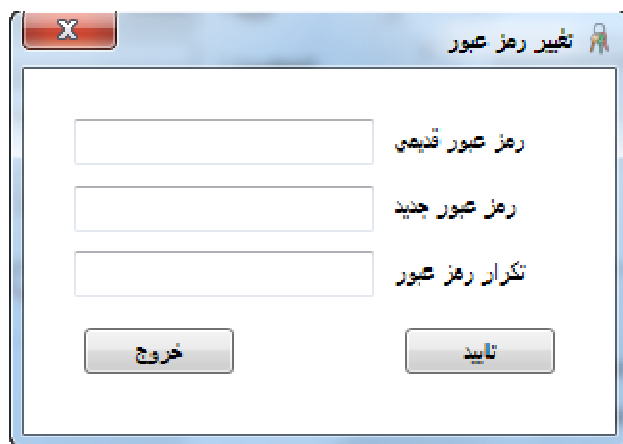 تغییر رمز عبور
رمز عبور قدیمی
رمز عبور جدید
تکرار رمز عبور
تایید
خروج